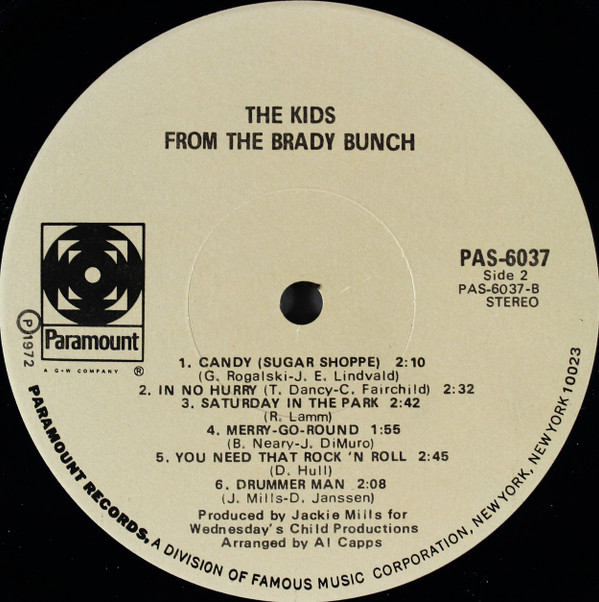 THE KIDS
FROM THE BRADY BUNCH
Paramount
A G+W COMPANY ®
Ⓟ1972
PAS-6037
Side 2
PAS-6037-B
STEREO
1. CANDY (SUGAR SHOPPE) 2:10
(G. Rogalski-J. E. Lindvald)
2. IN NO HURRY (T. Dancy-C. Fairchild) 2:32
3. SATURDAY IN THE PARK 2:42
(R. Lamm)
4. MERRY-GO-ROUND 1:55
(B. Neary-J. DiMuro)
5. YOU NEED THAT ROCK 'N ROLL 2:45
(D. Hull)
6. DRUMMER MAN 2:08
(J. Mills-D. Janssen)
Produced by Jackie Mills for
Wednesday's Child Productions
Arranged by Al Capps
PARAMOUNT RECORDS, A DIVISION OF FAMOUS MUSIC CORPORATION, NEW YORK, NEW YORK 10023